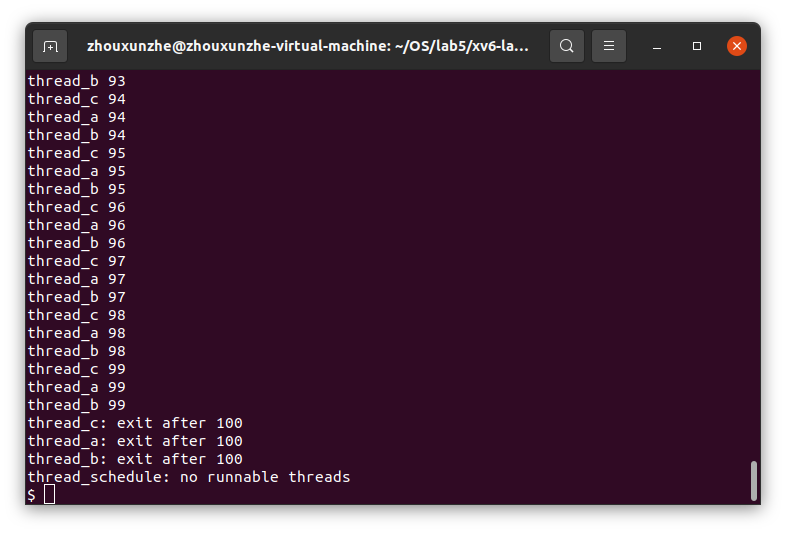 zhouxunzhe@zhouxunzhe-virtual-machine: ~/OS/lab5/xv6-la...
thread_b 93
thread_c 94
thread_a 94
thread_b 94
thread_c 95
thread_a 95
thread_b 95
thread_c 96
thread_a 96
thread_b 96
thread_c 97
thread_a 97
thread_b 97
thread_c 98
thread_a 98
thread_b 98
thread_c 99
thread_a 99
thread_b 99
thread_c: exit after 100
thread_a: exit after 100
thread_b: exit after 100
thread_schedule: no runnable threads
$